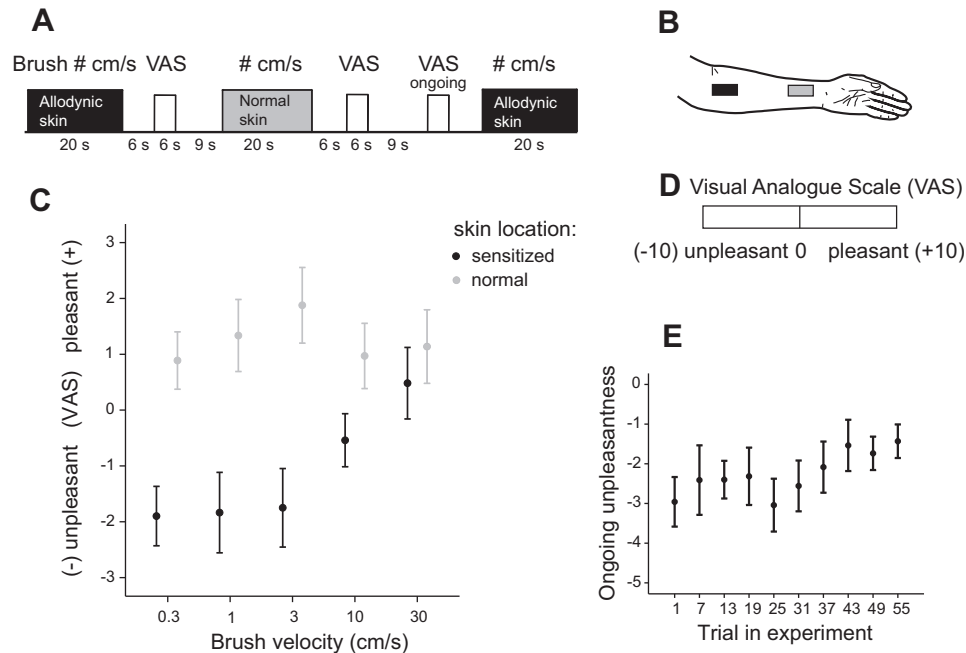 A
Brush # cm/s VAS # cm/s VAS VAS # cm/s
ongoing
Allodynic skin
Normal skin
Allodynic skin
20 s 6 s 6 s 9 s 20 s 6 s 6 s 9 s 20 s
B
C
skin location:
sensitized
normal
(-) unpleasant (VAS) pleasant (+)
3
2
1
0
-1
-2
-3
0.3 1 3 10 30
Brush velocity (cm/s)
D Visual Analogue Scale (VAS)
(-10) unpleasant 0 pleasant (+10)
E
Ongoing unpleasantness
0
-1
-2
-3
-4
-5
1 7 13 19 25 31 37 43 49 55
Trial in experiment